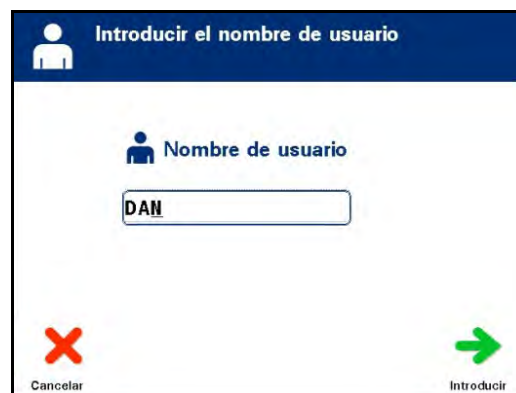 Introducir el nombre de usuario
Nombre de usuario
DAN
Cancelar
Introducir